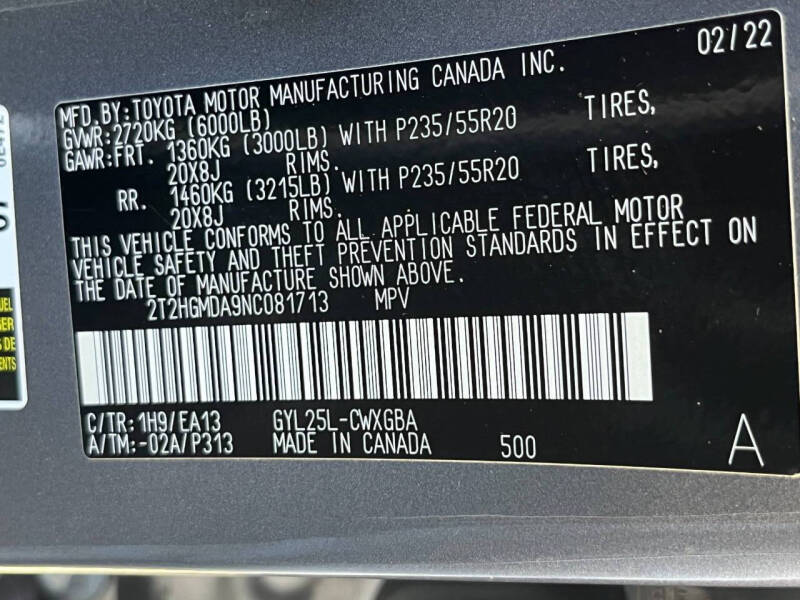 02/22
MFD. BY: TOYOTA MOTOR MANUFACTURING CANADA INC.
GVWR: 2720KG (6000LB)
GAWR: FRT. 1360KG (3000LB) WITH P235/55R20 TIRES,
20X8J RIMS.
RR. 1460KG (3215LB) WITH P235/55R20 TIRES,
20X8J RIMS.
THIS VEHICLE CONFORMS TO ALL APPLICABLE FEDERAL MOTOR
VEHICLE SAFETY AND THEFT PREVENTION STANDARDS IN EFFECT ON
THE DATE OF MANUFACTURE SHOWN ABOVE.
2T2HGMDA9NC081713 MPV
C/TR: 1H9/EA13 GYL25L-CWXGBA
A/TM: -02A/P313 MADE IN CANADA 500 A